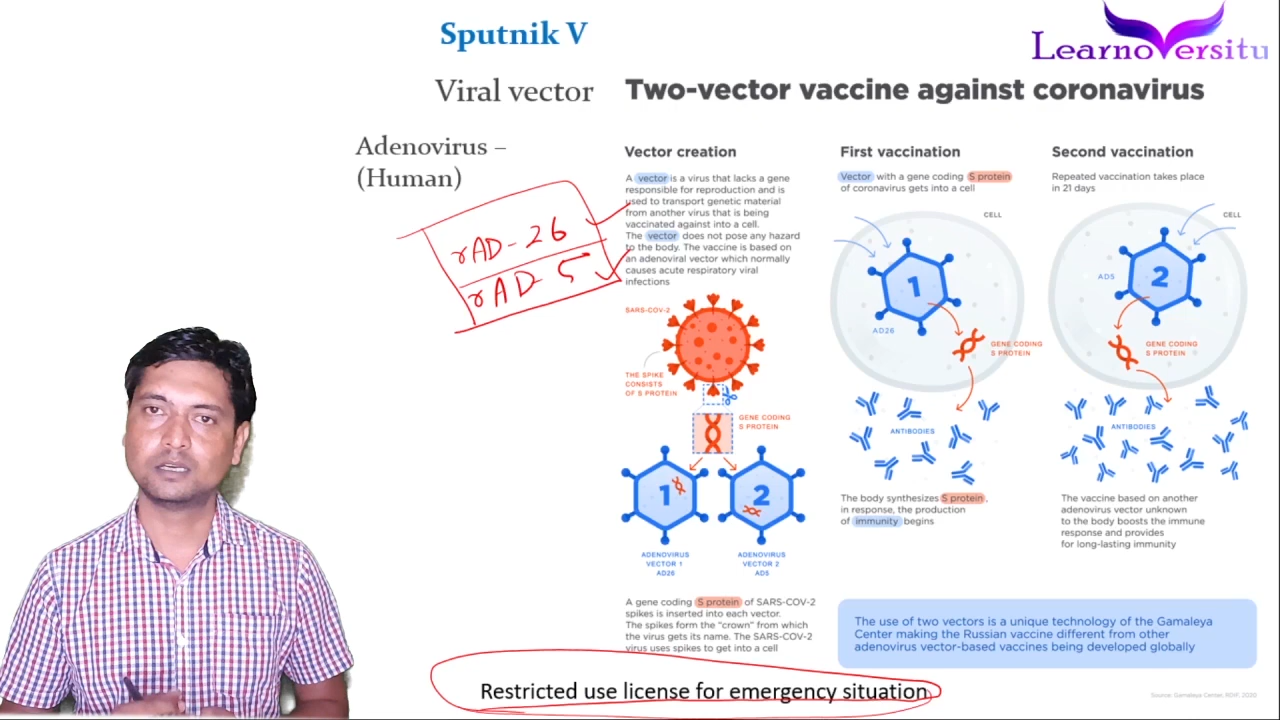 Sputnik V
LearnoVersitu
Viral vector
Two-vector vaccine against coronavirus
Adenovirus –
(Human)
rAD-26
rAD 5
Vector creation
A vector is a virus that lacks a gene
responsible for reproduction and is
used to transport genetic material
from another virus that is being
vaccinated against into a cell.
The vector does not pose any hazard
to the body. The vaccine is based on
an adenoviral vector which normally
causes acute respiratory viral
infections
SARS-COV-2
THE SPIKE
CONSISTS
OF S PROTEIN
GENE CODING
S PROTEIN
1
2
ADENOVIRUS
VECTOR 1
AD26
ADENOVIRUS
VECTOR 2
AD5
A gene coding S protein of SARS-COV-2
spikes is inserted into each vector.
The spikes form the “crown” from which
the virus gets its name. The SARS-COV-2
virus uses spikes to get into a cell
First vaccination
Vector with a gene coding S protein
of coronavirus gets into a cell
CELL
1
AD26
GENE CODING
S PROTEIN
ANTIBODIES
The body synthesizes S protein,
in response, the production
of immunity begins
Second vaccination
Repeated vaccination takes place
in 21 days
CELL
AD5
2
GENE CODING
S PROTEIN
ANTIBODIES
The vaccine based on another
adenovirus vector unknown
to the body boosts the immune
response and provides
for long-lasting immunity
The use of two vectors is a unique technology of the Gamaleya
Center making the Russian vaccine different from other
adenovirus vector-based vaccines being developed globally
Restricted use license for emergency situation
Source: Gamaleya Center, RDIF, 2020